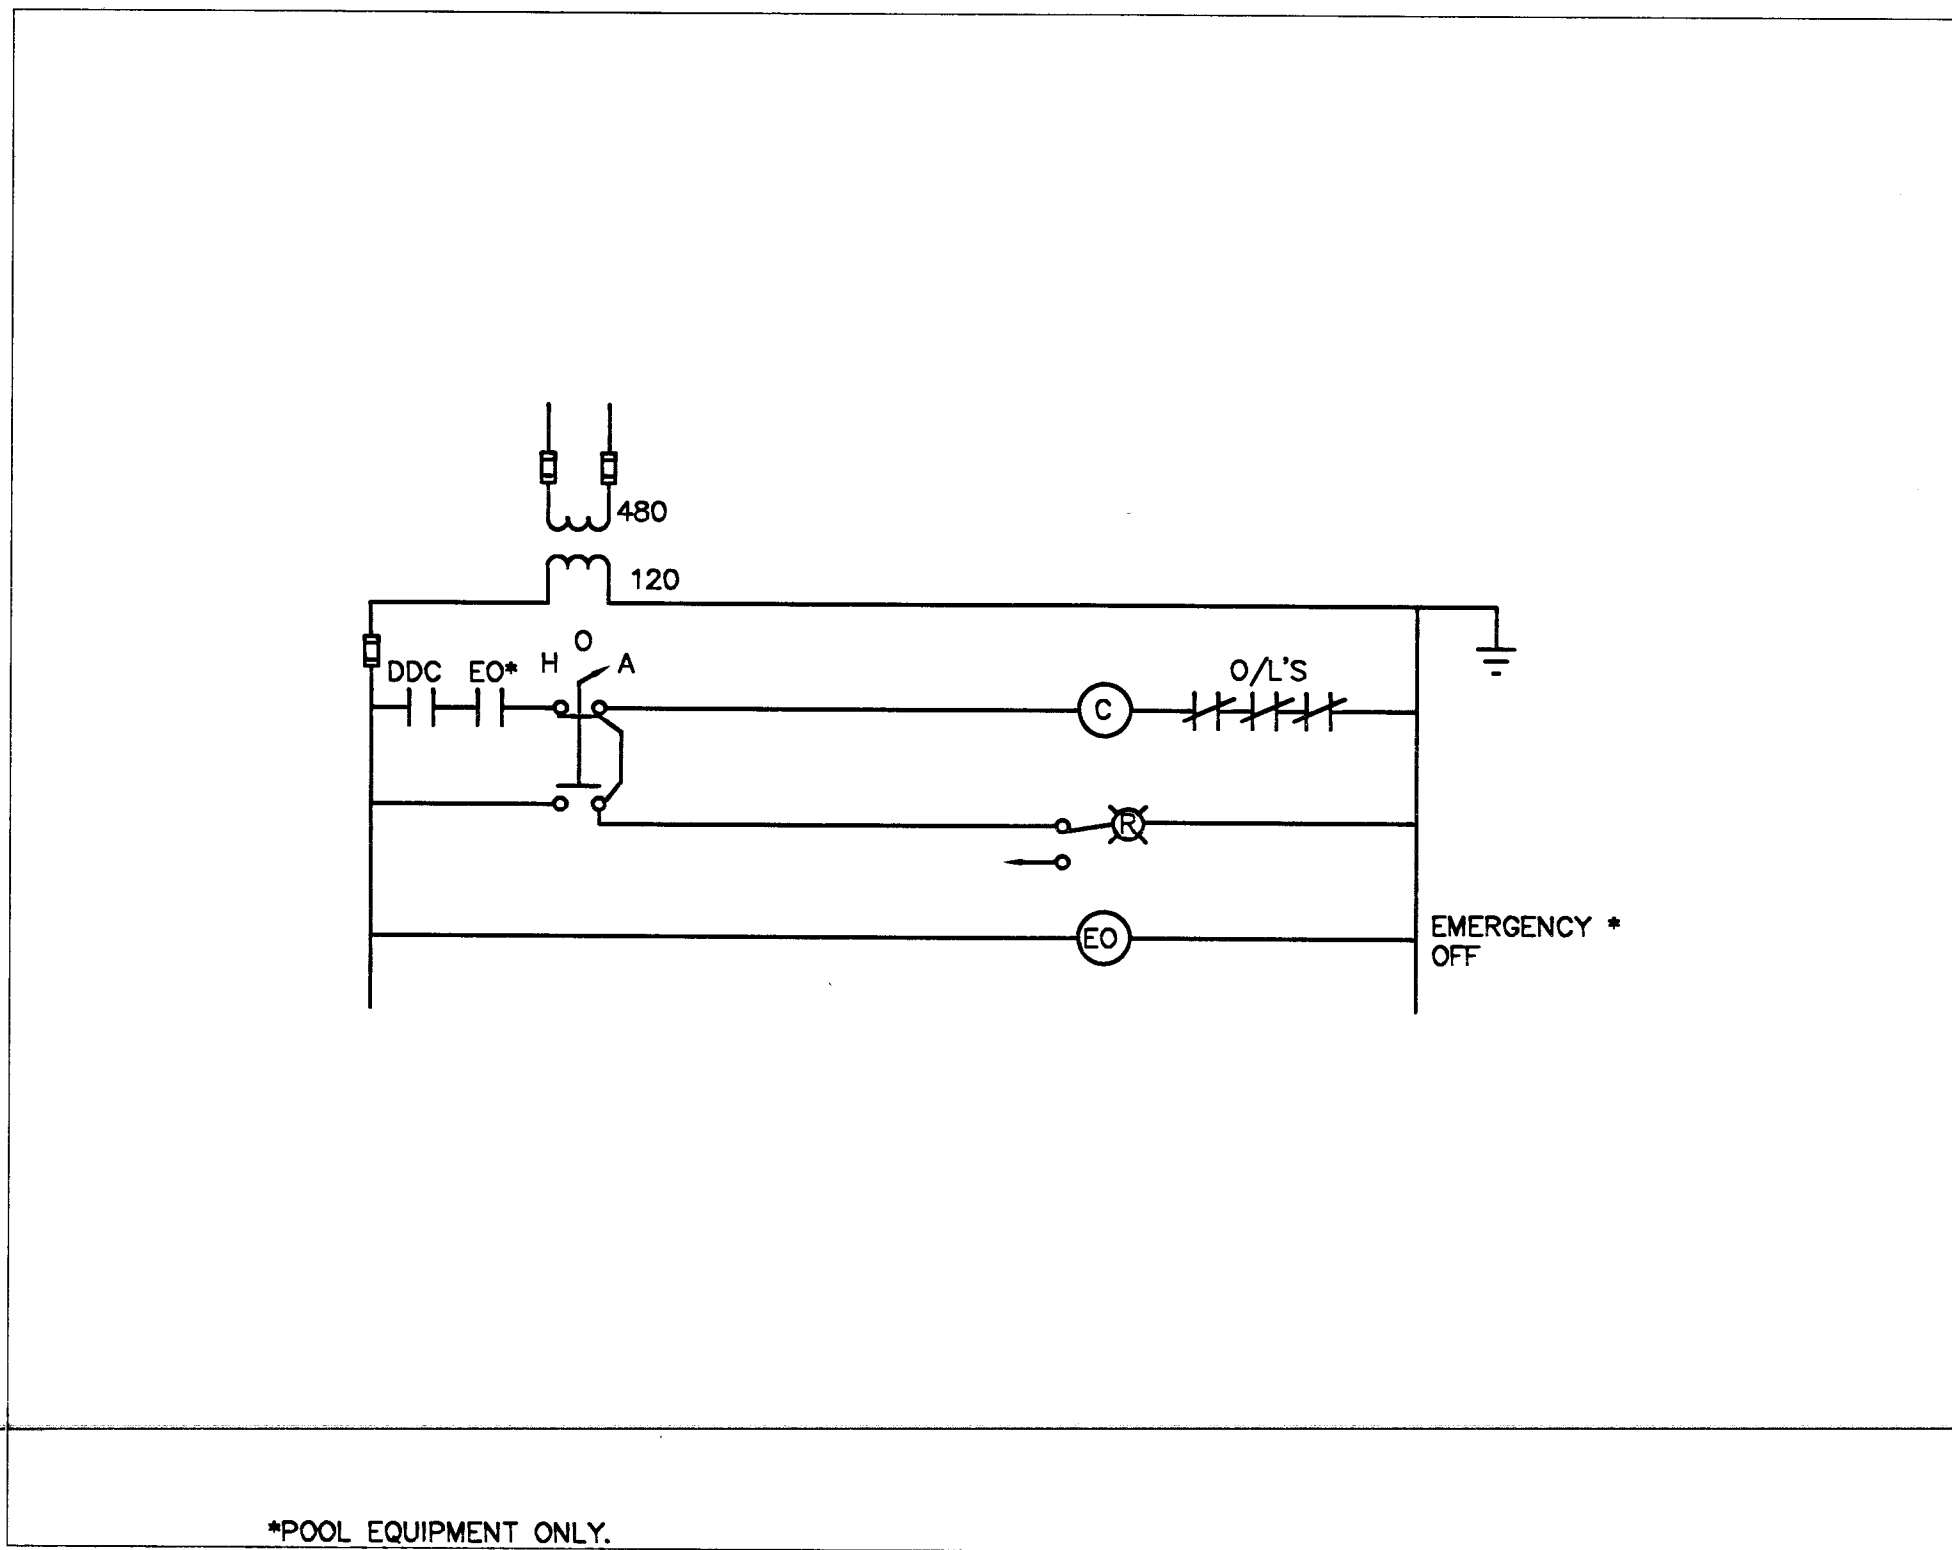 480
120
O
H
A
DDC
EO*
O/L'S
C
R
EO
EMERGENCY *
OFF
*POOL EQUIPMENT ONLY.